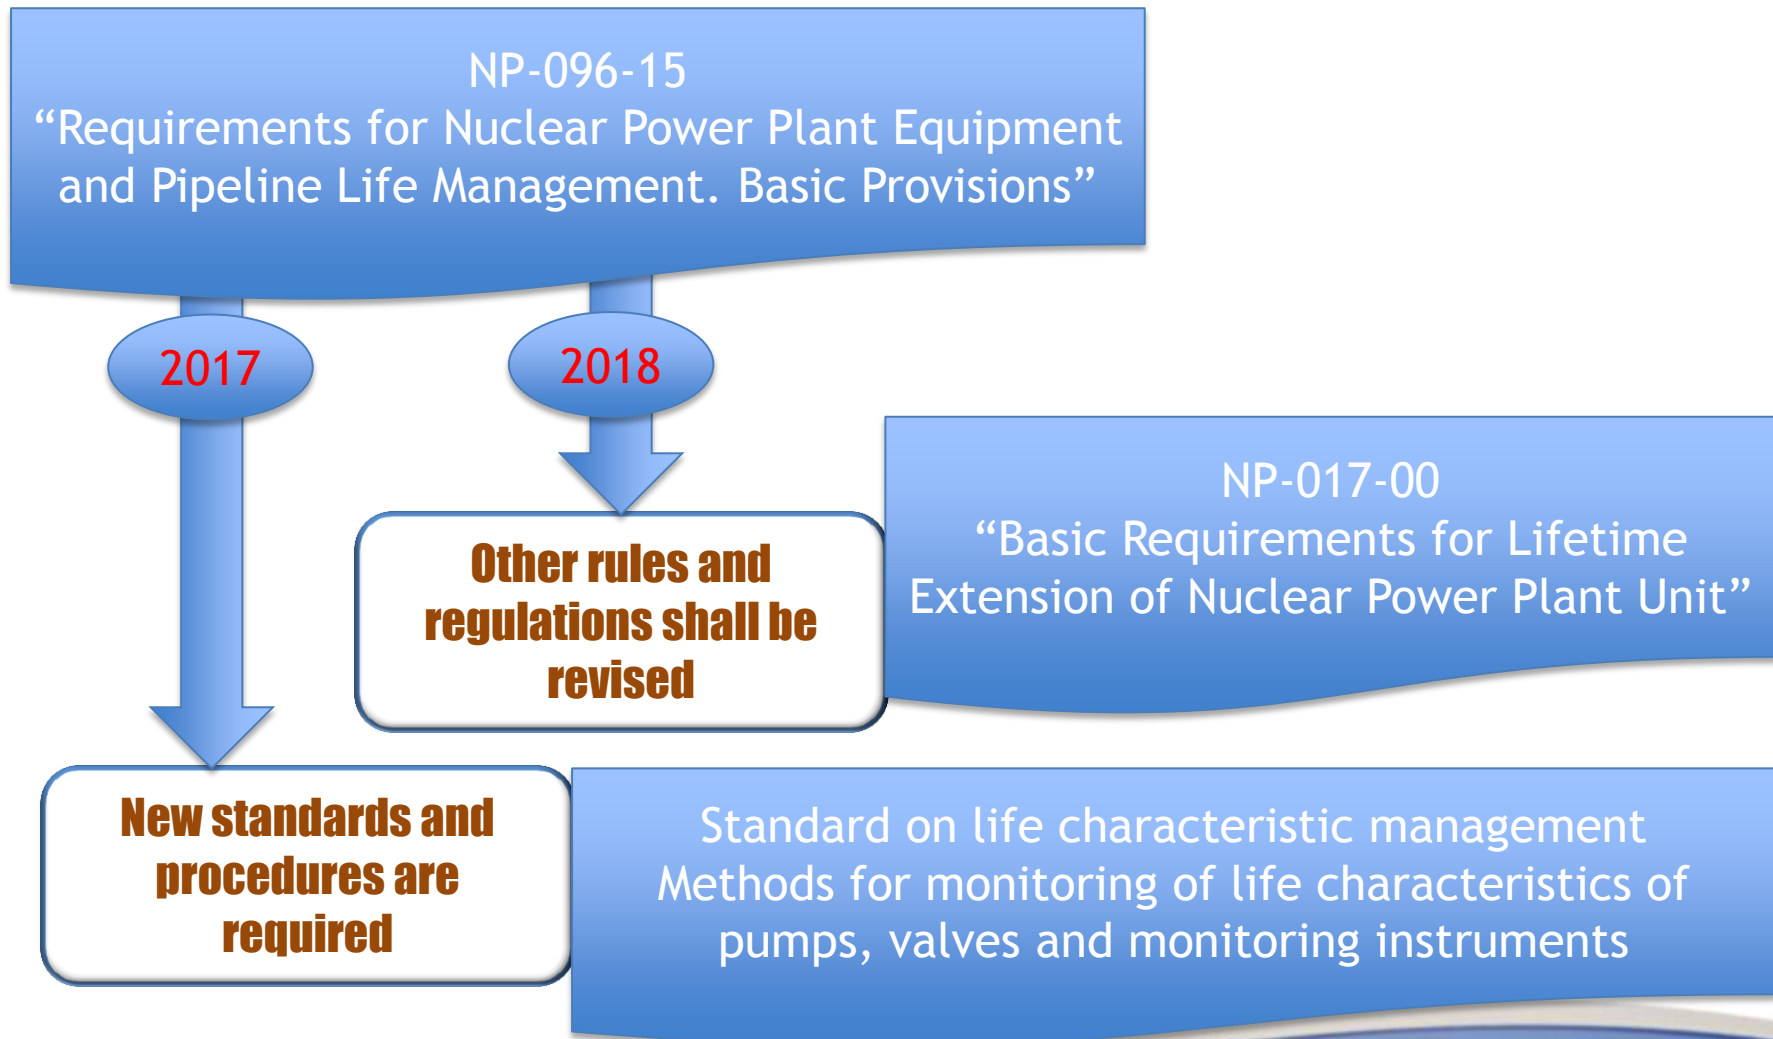 NP-096-15
“Requirements for Nuclear Power Plant Equipment
and Pipeline Life Management. Basic Provisions”
2017
2018
Other rules and
regulations shall be
revised
NP-017-00
“Basic Requirements for Lifetime
Extension of Nuclear Power Plant Unit”
New standards and
procedures are
required
Standard on life characteristic management
Methods for monitoring of life characteristics of
pumps, valves and monitoring instruments